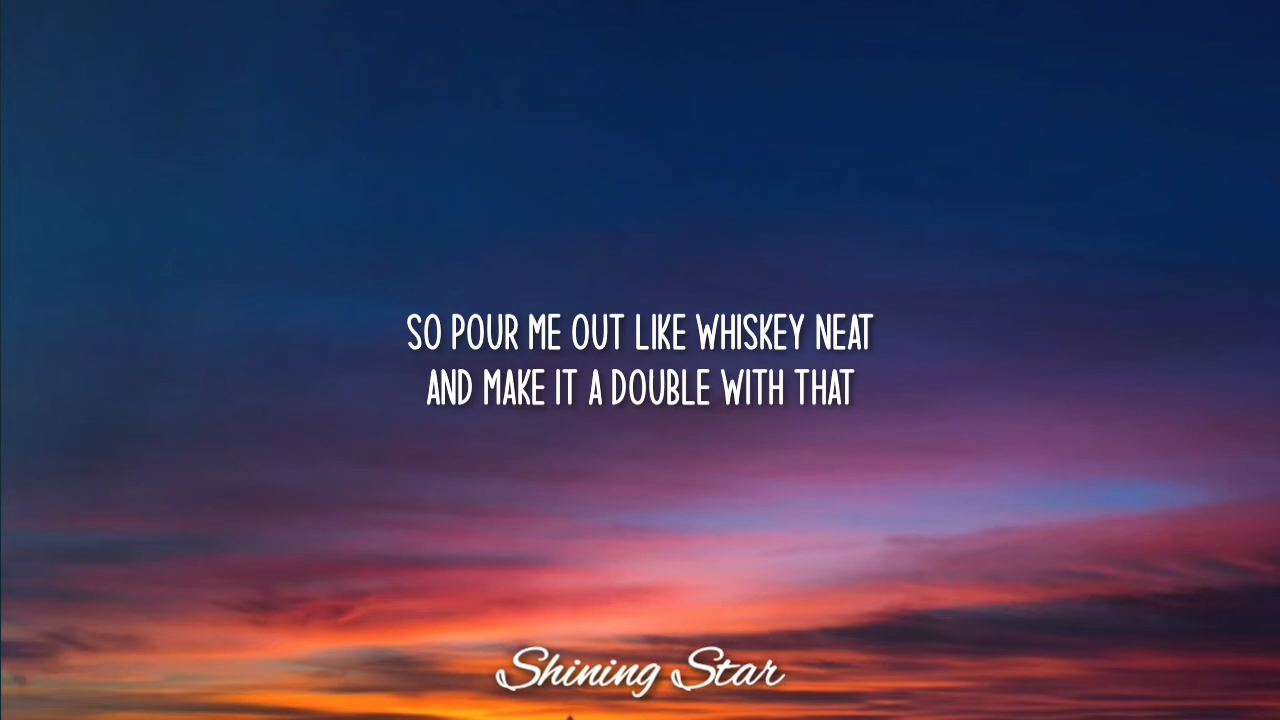 SO POUR ME OUT LIKE WHISKEY NEAT
AND MAKE IT A DOUBLE WITH THAT
Shining Star